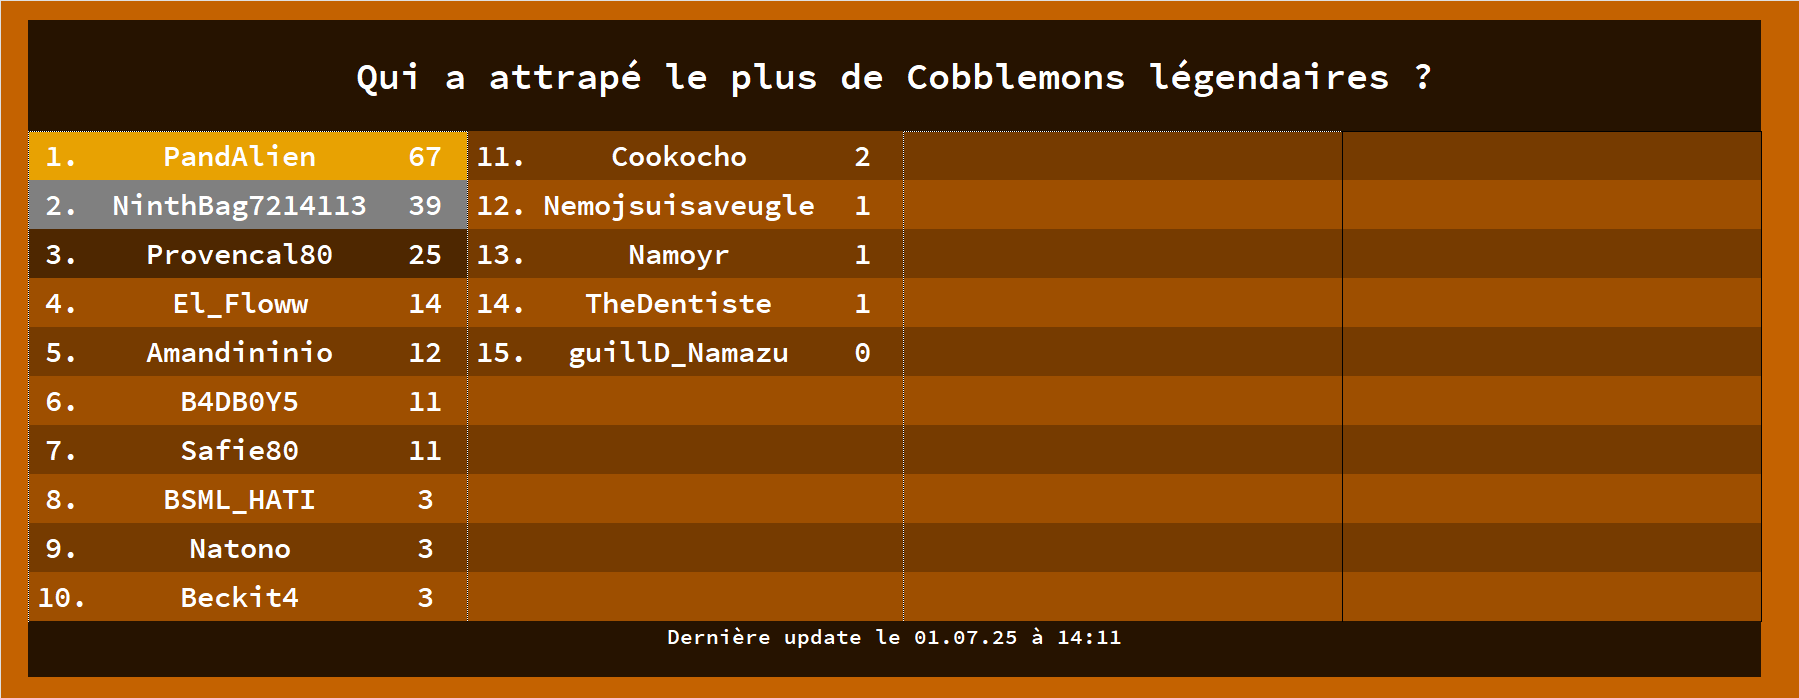 Qui a attrapé le plus de Cobblemons légendaires ?
1. PandAlien 67
2. NinthBag7214113 39
3. Provencal80 25
4. El_Floww 14
5. Amandininio 12
6. B4DB0Y5 11
7. Safie80 11
8. BSML_HATI 3
9. Natono 3
10. Beckit4 3
11. Cookocho 2
12. Nemojsuisaveugle 1
13. Namoyr 1
14. TheDentiste 1
15. guillD_Namazu 0
Dernière update le 01.07.25 à 14:11